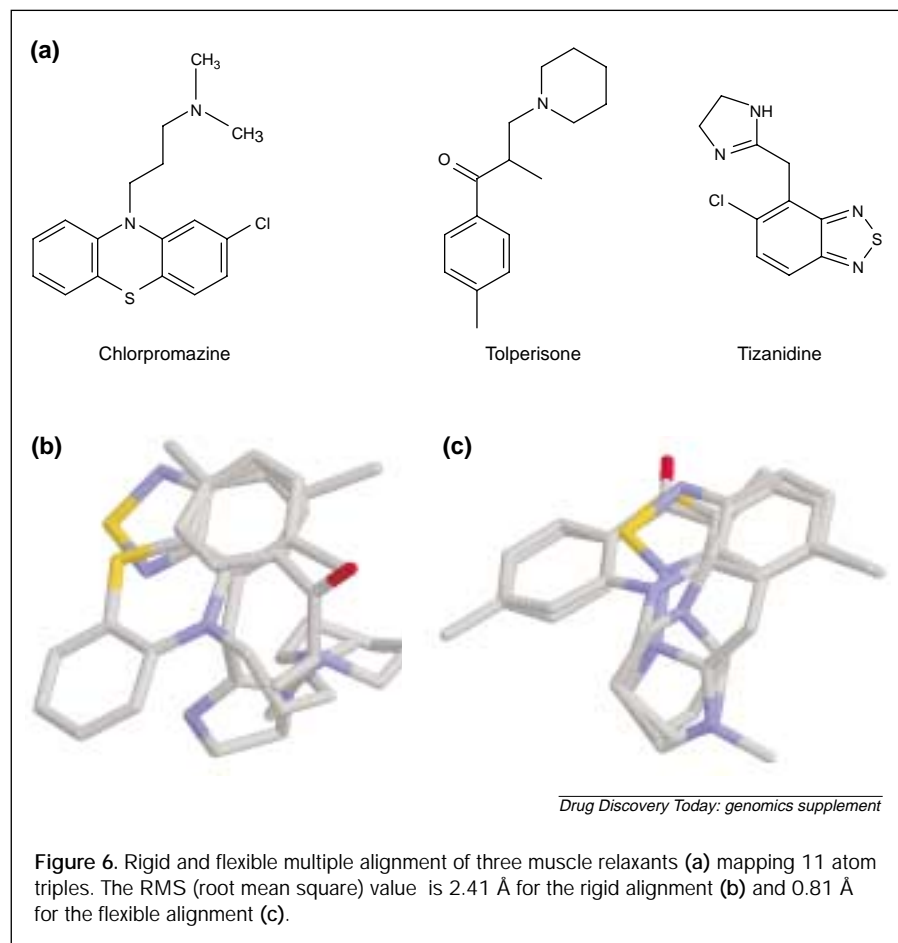 (a)
CH3
N
CH3
N
Cl
S
Chlorpromazine
N
O
Tolperisone
NH
N
Cl
N
S
N
Tizanidine
(b)
(c)
Drug Discovery Today: genomics supplement
Figure 6. Rigid and flexible multiple alignment of three muscle relaxants (a) mapping 11 atom
triples. The RMS (root mean square) value is 2.41 Å for the rigid alignment (b) and 0.81 Å
for the flexible alignment (c).